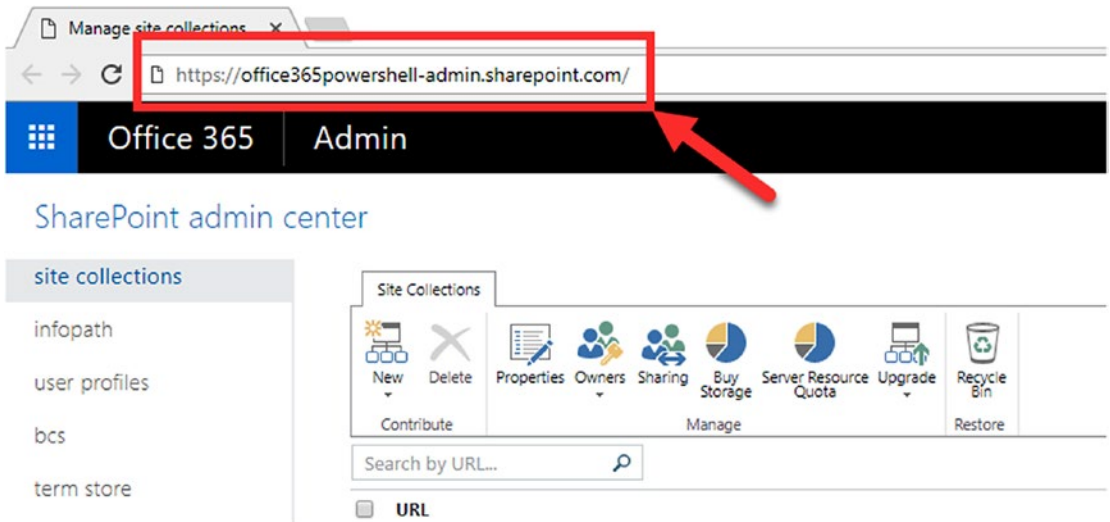 Manage site collections
https://office365powershell-admin.sharepoint.com/
Office 365 Admin
SharePoint admin center
site collections
infopath
user profiles
bcs
term store
Site Collections
New
Delete
Properties
Owners
Sharing
Buy
Storage
Server Resource
Quota
Upgrade
Recycle
Bin
Contribute
Manage
Restore
Search by URL...
URL